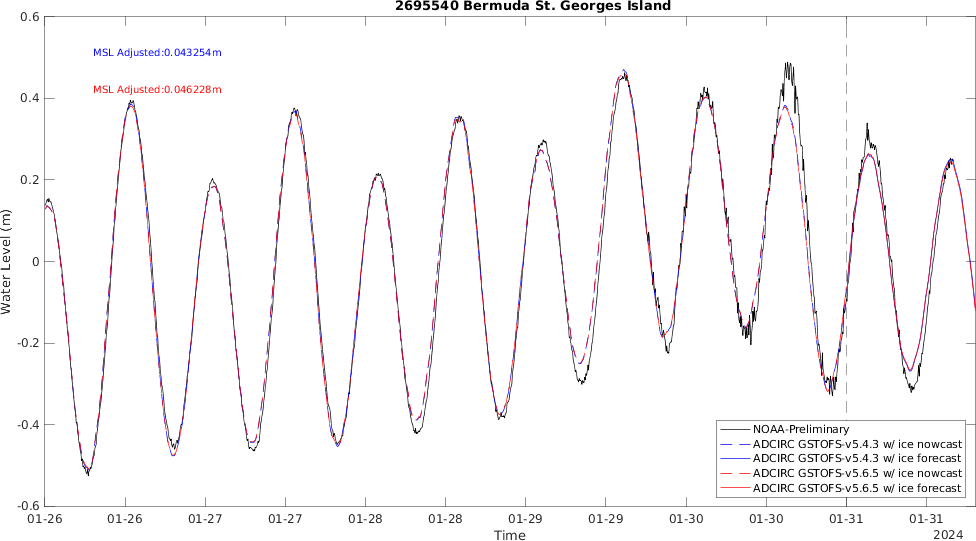 2695540 Bermuda St. Georges Island
0.6
MSL Adjusted:0.043254m
MSL Adjusted:0.046228m
0.4
0.2
0
-0.2
-0.4
-0.6
Water Level (m)
NOAA-Preliminary
ADCIRC GSTOFS-v5.4.3 w/ ice nowcast
ADCIRC GSTOFS-v5.4.3 w/ ice forecast
ADCIRC GSTOFS-v5.6.5 w/ ice nowcast
ADCIRC GSTOFS-v5.6.5 w/ ice forecast
01-26 01-26 01-27 01-27 01-28 01-28 01-29 01-29 01-30 01-30 01-31 01-31
2024
Time